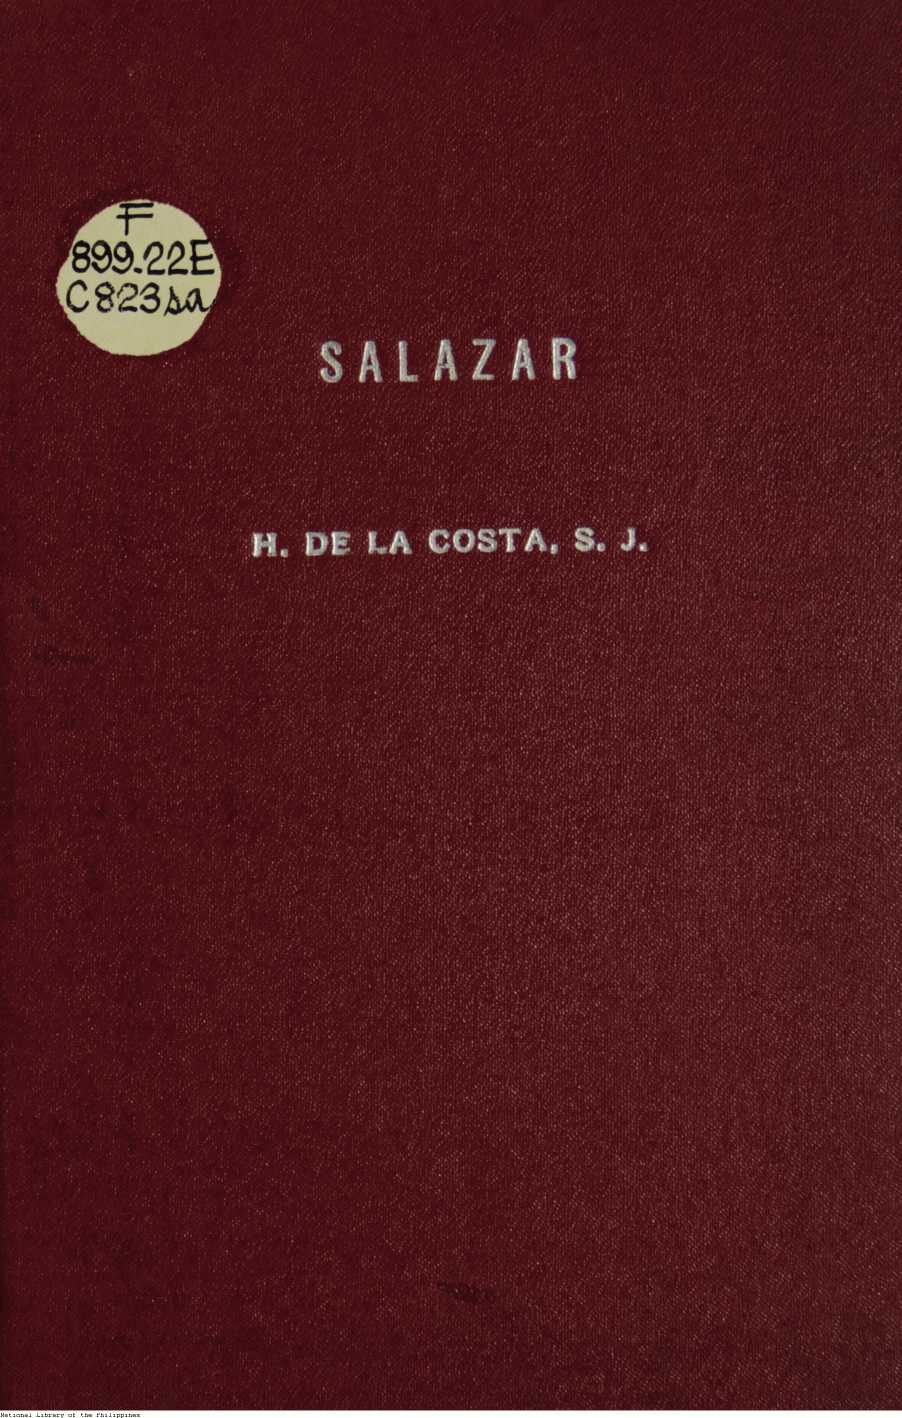 F
899.22E
C823sa
SALAZAR
H. DE LA COSTA, S. J.
National Library of the Philippines